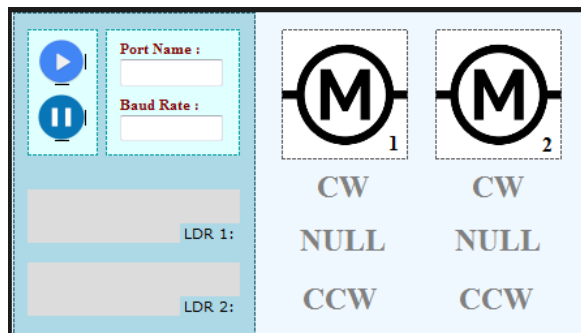 Port Name :
Baud Rate :
LDR 1:
LDR 2:
M
1
M
2
CW
CW
NULL
NULL
CCW
CCW